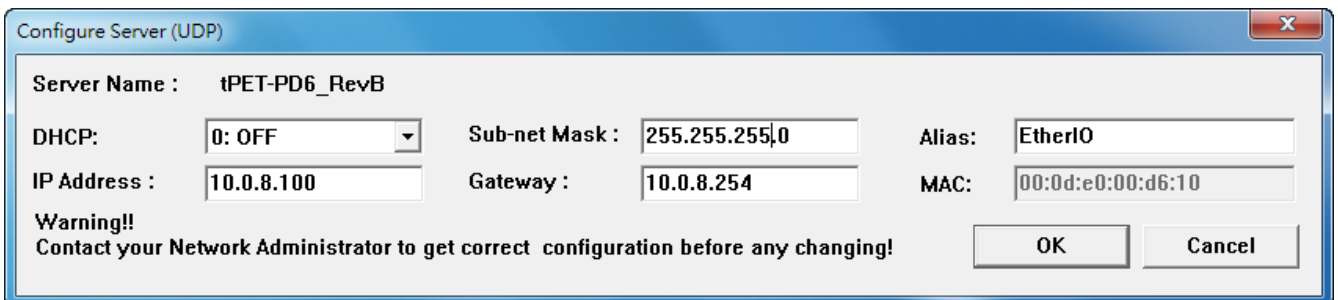 Configure Server (UDP)
Server Name : tPET-PD6_RevB
DHCP: 0: OFF Sub-net Mask : 255.255.255.0 Alias: EtherIO
IP Address : 10.0.8.100 Gateway : 10.0.8.254 MAC: 00:0d:e0:00:d6:10
Warning!!
Contact your Network Administrator to get correct configuration before any changing!
OK Cancel